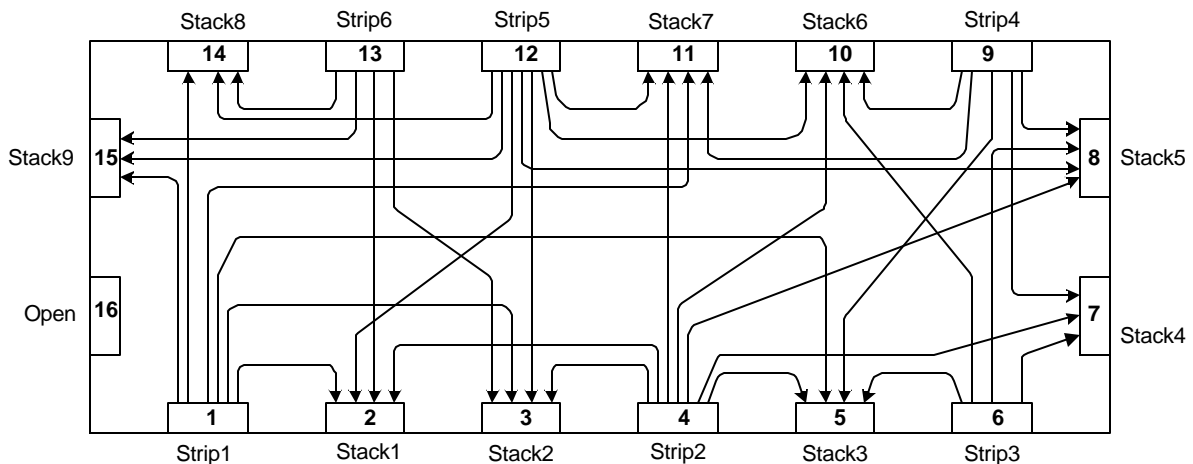 Stack8 Strip6 Strip5 Stack7 Stack6 Strip4
14 13 12 11 10 9
Stack9 15 8 Stack5
Open 16 7 Stack4
1 2 3 4 5 6
Strip1 Stack1 Stack2 Strip2 Stack3 Strip3